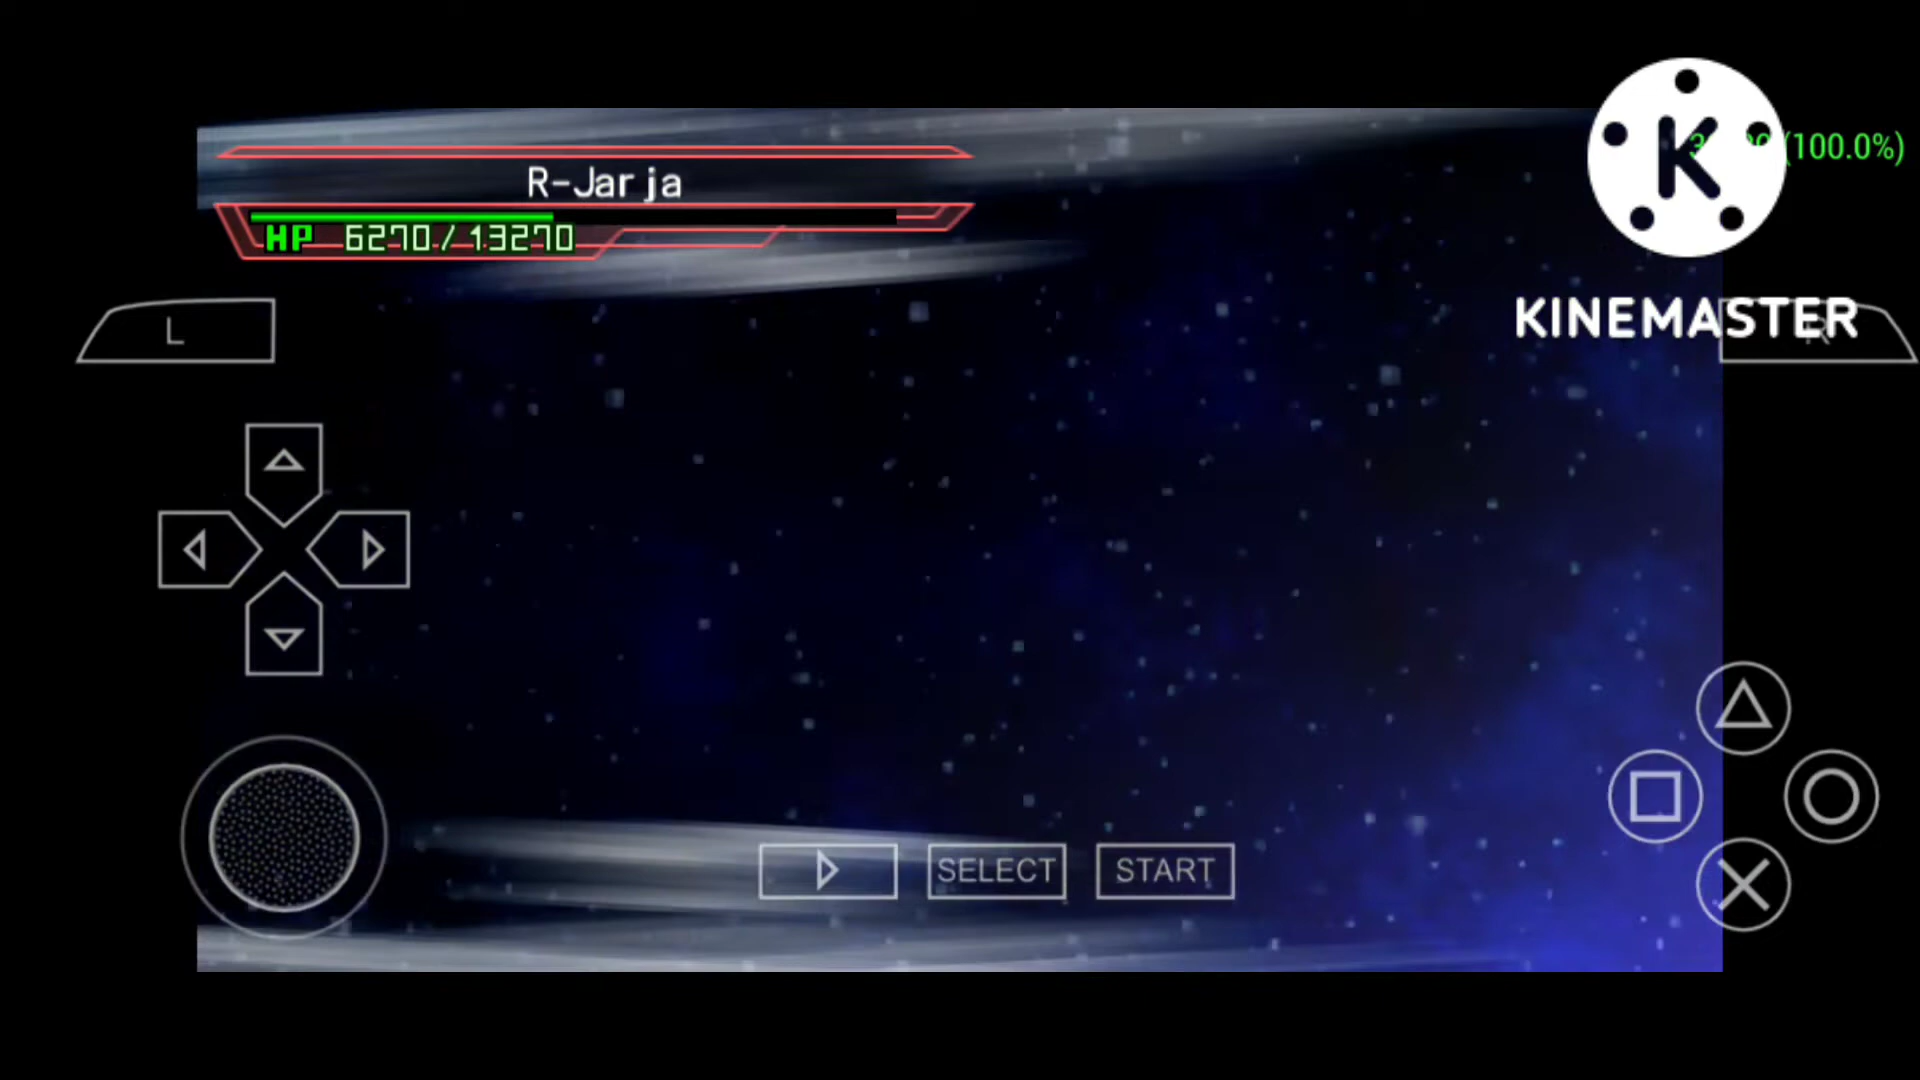 R-Jarja
HP 6270/13270
(100.0%)
K
KINEMASTER
L
R
SELECT
START